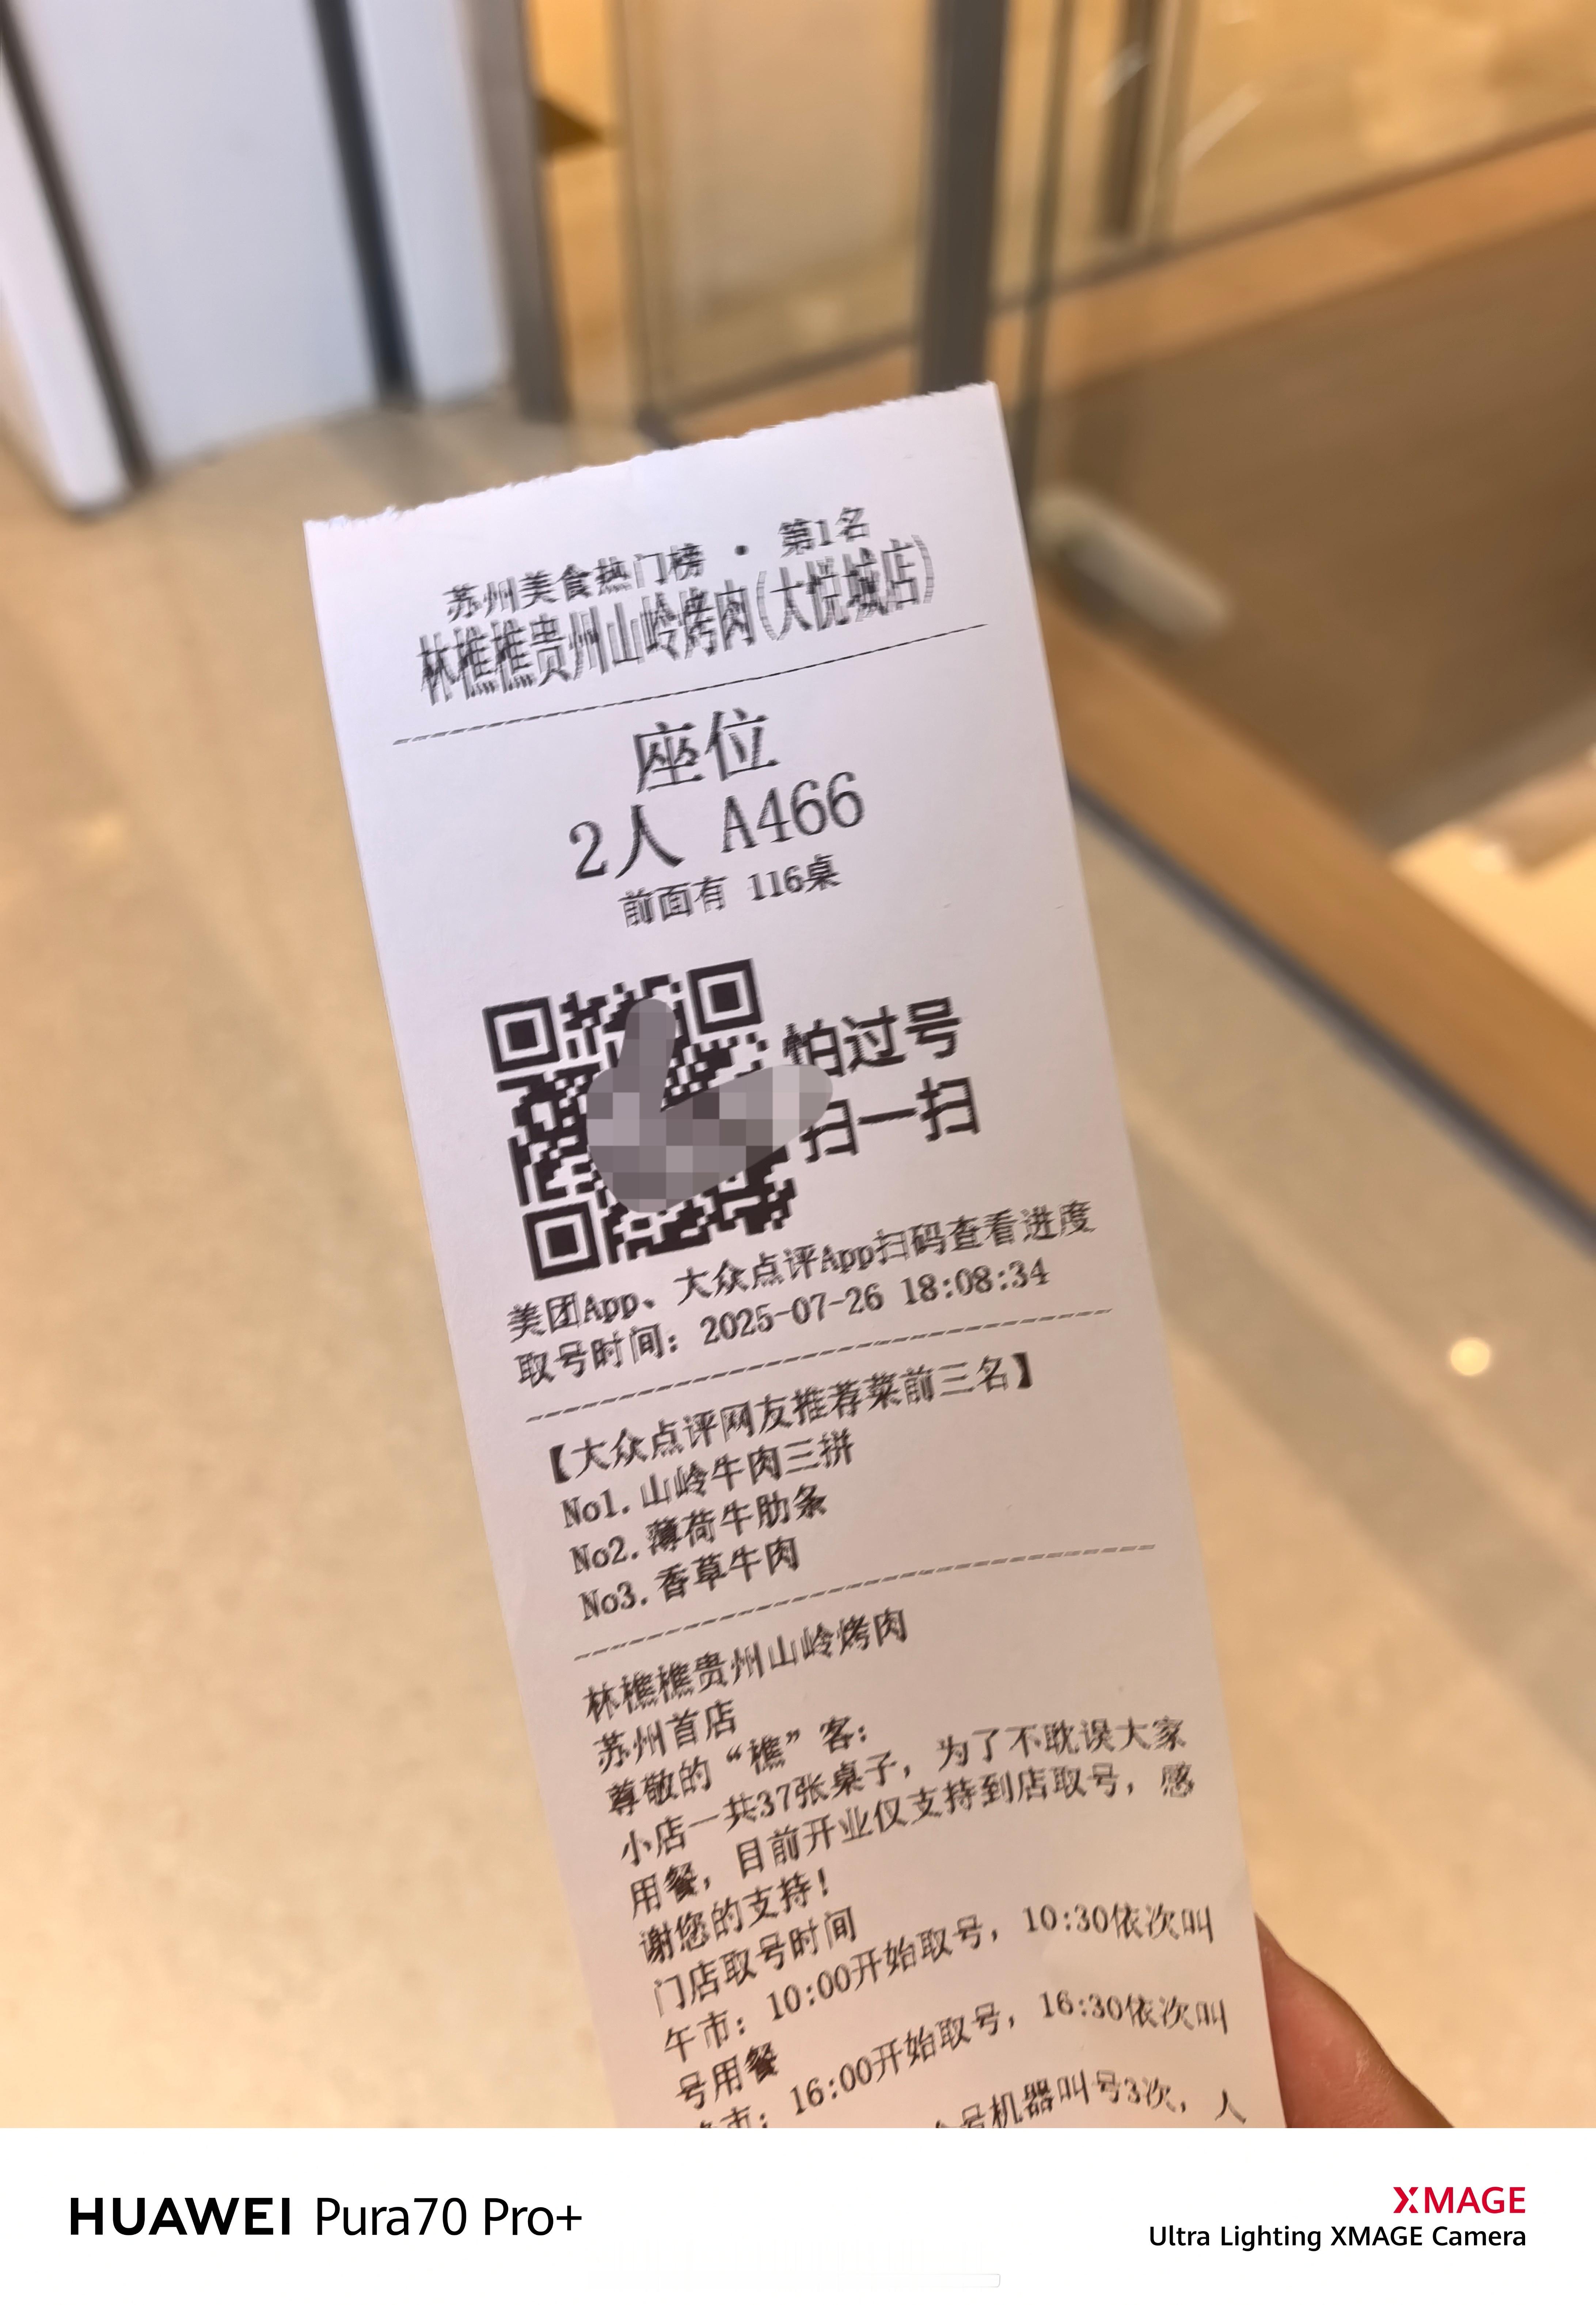 苏州美食热门榜 · 第1名
林樵樵贵州山岭烤肉(大悦城店)
座位
2人 A466
前面有 116桌
怕过号
扫一扫
美团App、大众点评App扫码查看进度
取号时间: 2025-07-26 18:08:34
【大众点评网友推荐菜前三名】
No1.山岭牛肉三拼
No2.薄荷牛肋条
No3.香草牛肉
林樵樵贵州山岭烤肉
苏州首店
尊敬的“樵”客:
小店一共37张桌子, 为了不耽误大家
用餐, 目前开业仅支持到店取号, 感
谢您的支持!
门店取号时间
午市: 10:00开始取号, 10:30依次叫
号用餐
市: 16:00开始取号, 16:30依次叫
号机器叫号3次, 人
HUAWEI Pura70 Pro+
XMAGE
Ultra Lighting XMAGE Camera